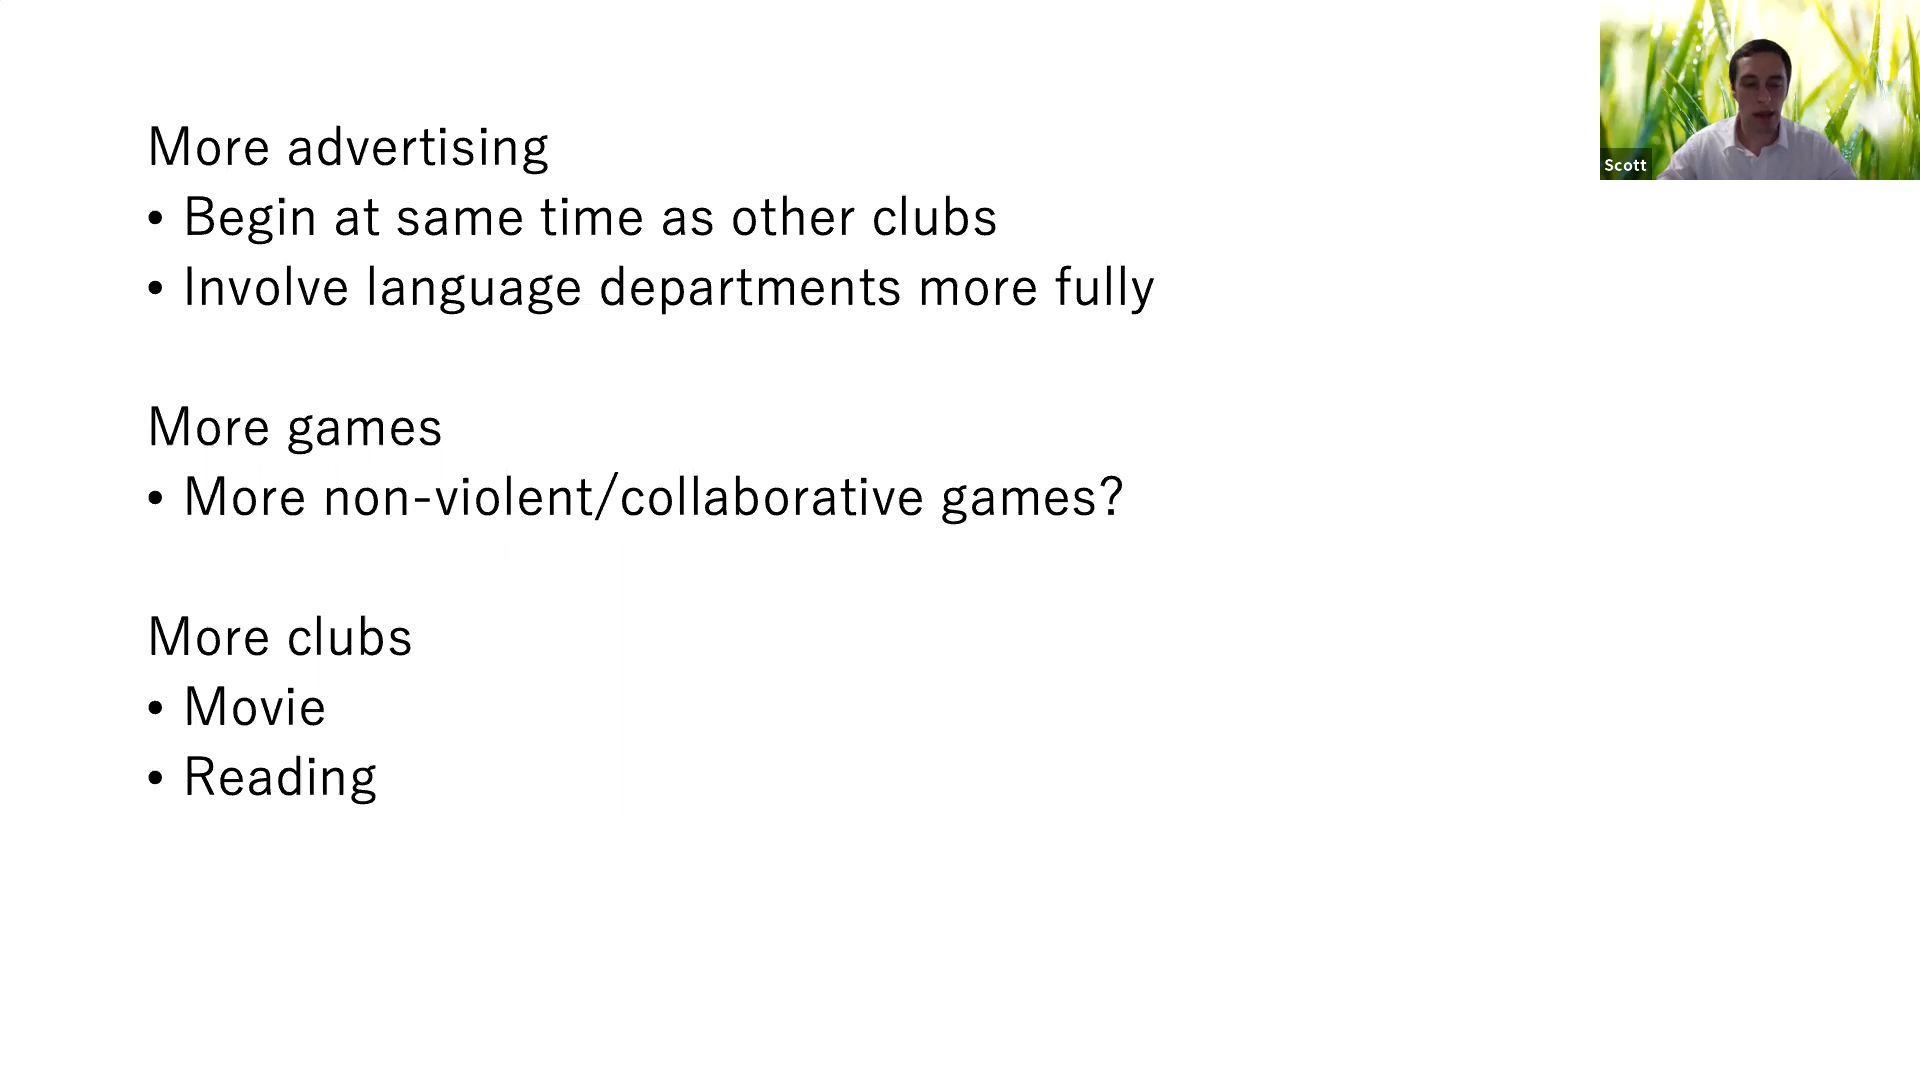 More advertising
• Begin at same time as other clubs
• Involve language departments more fully
More games
• More non-violent/collaborative games?
More clubs
• Movie
• Reading
Scott